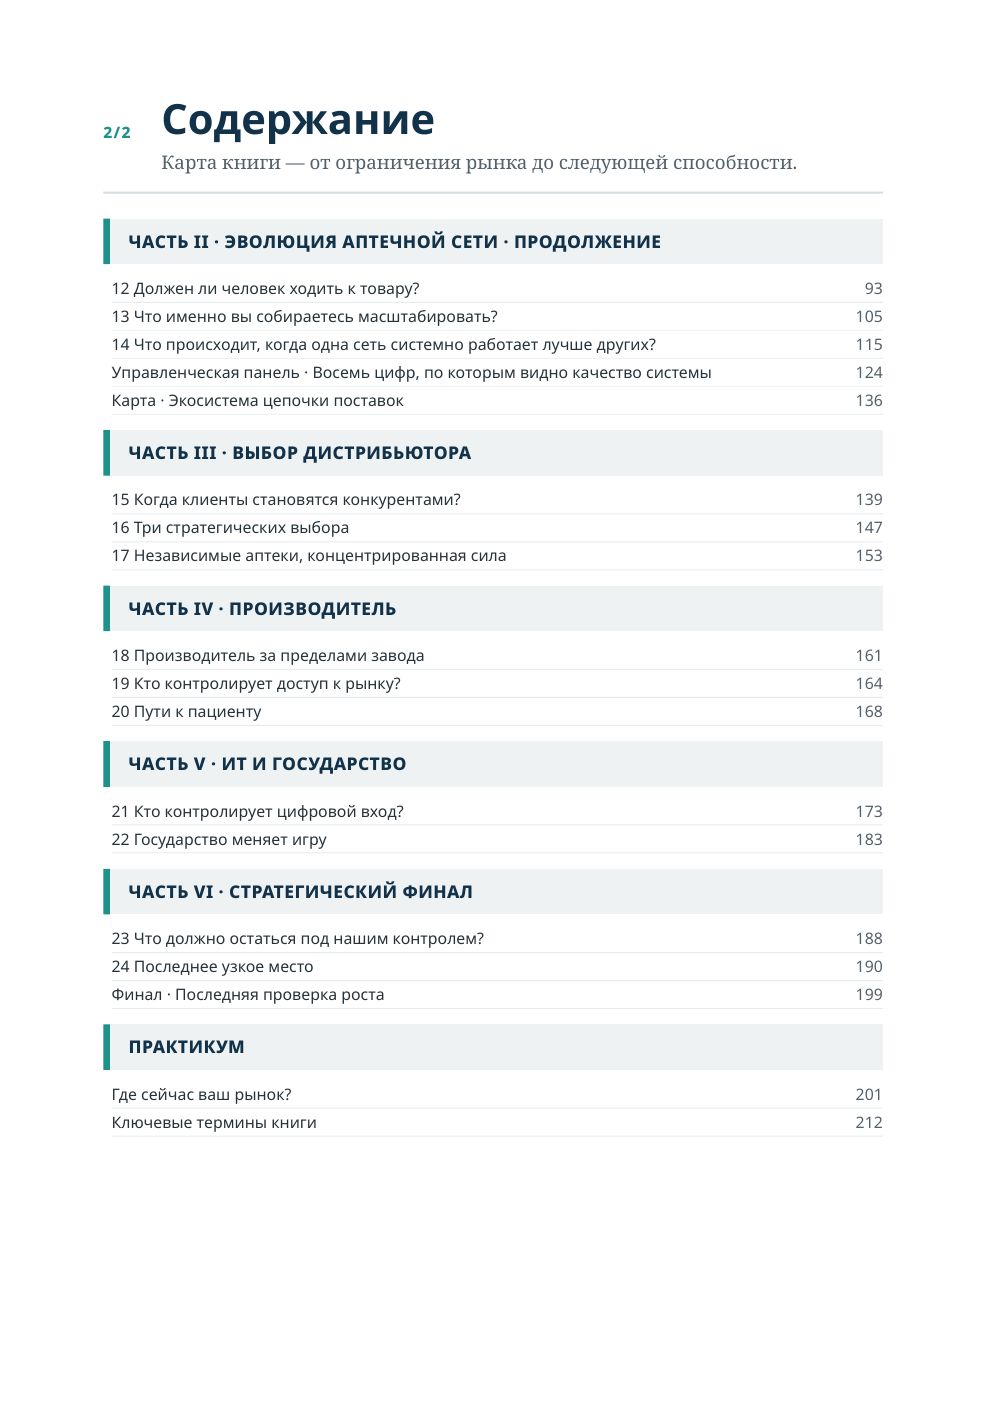 2/2 Содержание
Карта книги — от ограничения рынка до следующей способности.
ЧАСТЬ II · ЭВОЛЮЦИЯ АПТЕЧНОЙ СЕТИ · ПРОДОЛЖЕНИЕ
12 Должен ли человек ходить к товару? 93
13 Что именно вы собираетесь масштабировать? 105
14 Что происходит, когда одна сеть системно работает лучше других? 115
Управленческая панель · Восемь цифр, по которым видно качество системы 124
Карта · Экосистема цепочки поставок 136
ЧАСТЬ III · ВЫБОР ДИСТРИБЬЮТОРА
15 Когда клиенты становятся конкурентами? 139
16 Три стратегических выбора 147
17 Независимые аптеки, концентрированная сила 153
ЧАСТЬ IV · ПРОИЗВОДИТЕЛЬ
18 Производитель за пределами завода 161
19 Кто контролирует доступ к рынку? 164
20 Пути к пациенту 168
ЧАСТЬ V · ИТ И ГОСУДАРСТВО
21 Кто контролирует цифровой вход? 173
22 Государство меняет игру 183
ЧАСТЬ VI · СТРАТЕГИЧЕСКИЙ ФИНАЛ
23 Что должно остаться под нашим контролем? 188
24 Последнее узкое место 190
Финал · Последняя проверка роста 199
ПРАКТИКУМ
Где сейчас ваш рынок? 201
Ключевые термины книги 212